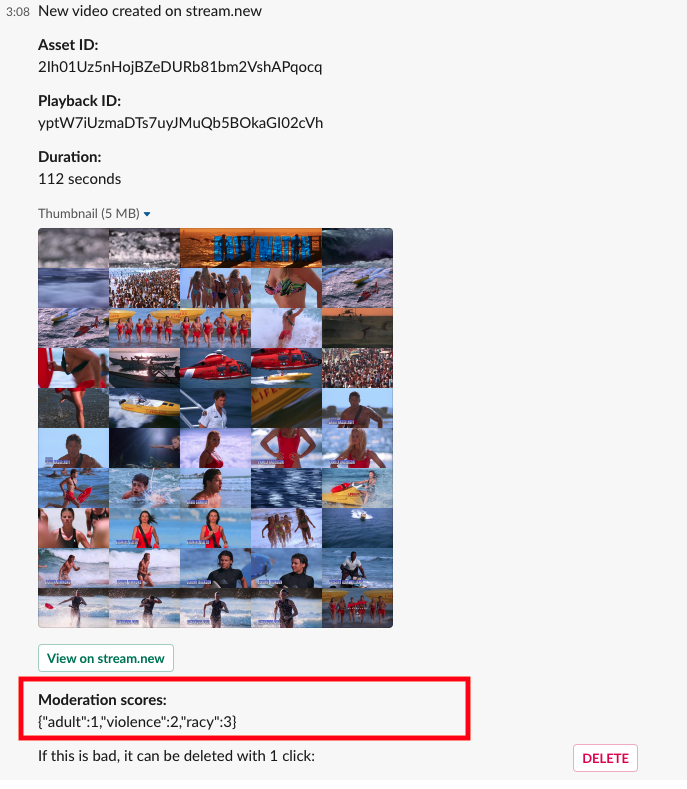 3:08 New video created on stream.new
Asset ID:
2Ih01Uz5nHojBZeDURb81bm2VshAPqocq
Playback ID:
yptW7iUzmaDTs7uyJMuQb5BOkaGI02cVh
Duration:
112 seconds
Thumbnail (5 MB)
BAYWATCH
View on stream.new
Moderation scores:
{"adult":1,"violence":2,"racy":3}
If this is bad, it can be deleted with 1 click:
DELETE